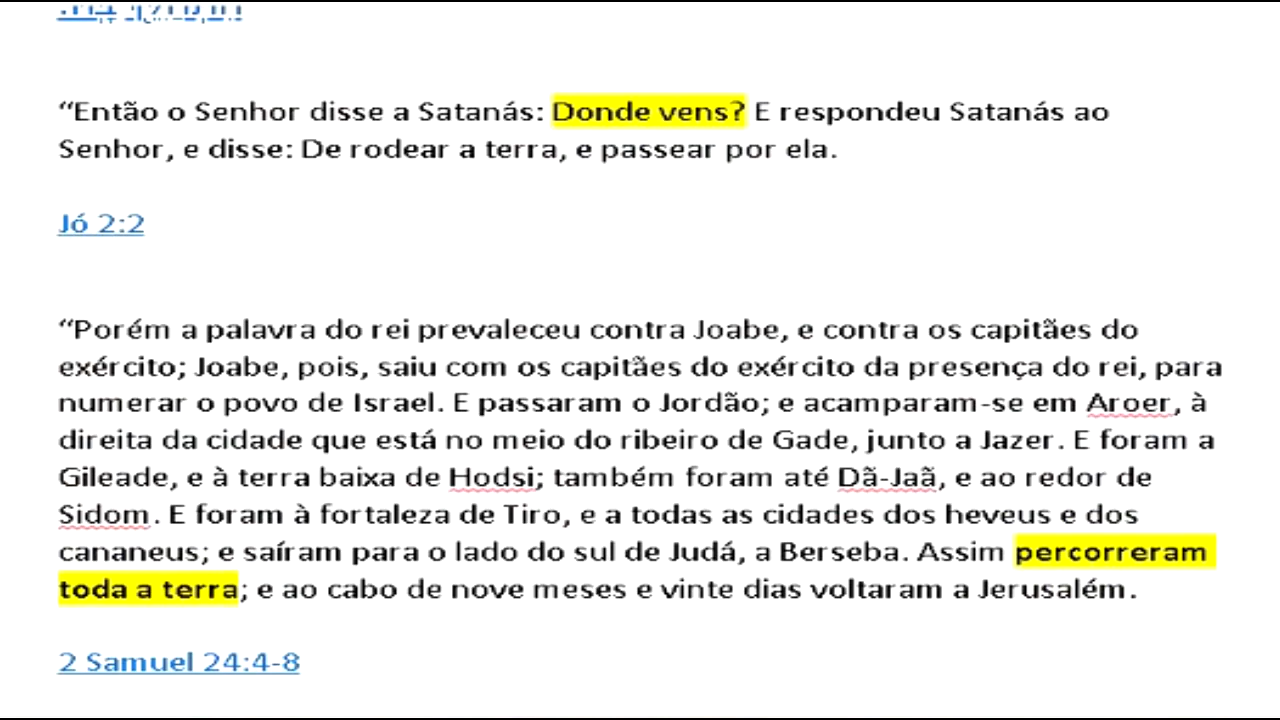 “Então o Senhor disse a Satanás: Donde vens? E respondeu Satanás ao
Senhor, e disse: De rodear a terra, e passear por ela.
Jó 2:2
“Porém a palavra do rei prevaleceu contra Joabe, e contra os capitães do
exército; Joabe, pois, saiu com os capitães do exército da presença do rei, para
numerar o povo de Israel. E passaram o Jordão; e acamparam-se em Aroer, à
direita da cidade que está no meio do ribeiro de Gade, junto a Jazer. E foram a
Gileade, e à terra baixa de Hodsi; também foram até Dã-Jaã, e ao redor de
Sidom. E foram à fortaleza de Tiro, e a todas as cidades dos heveus e dos
cananeus; e saíram para o lado do sul de Judá, a Berseba. Assim percorreram
toda a terra; e ao cabo de nove meses e vinte dias voltaram a Jerusalém.
2 Samuel 24:4-8